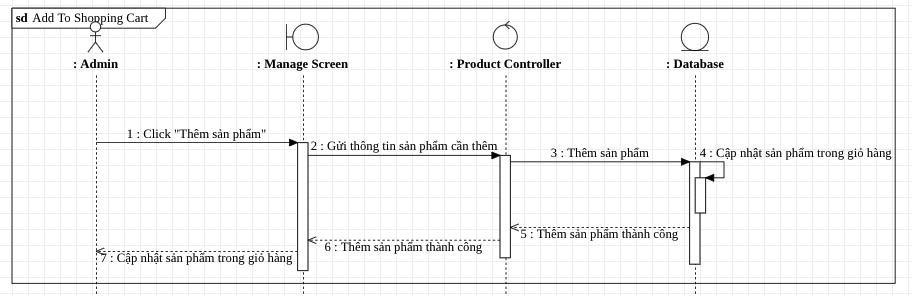 sd Add To Shopping Cart
: Admin
: Manage Screen
: Product Controller
: Database
1 : Click "Thêm sản phẩm"
2 : Gửi thông tin sản phẩm cần thêm
3 : Thêm sản phẩm
4 : Cập nhật sản phẩm trong giỏ hàng
5 : Thêm sản phẩm thành công
6 : Thêm sản phẩm thành công
7 : Cập nhật sản phẩm trong giỏ hàng